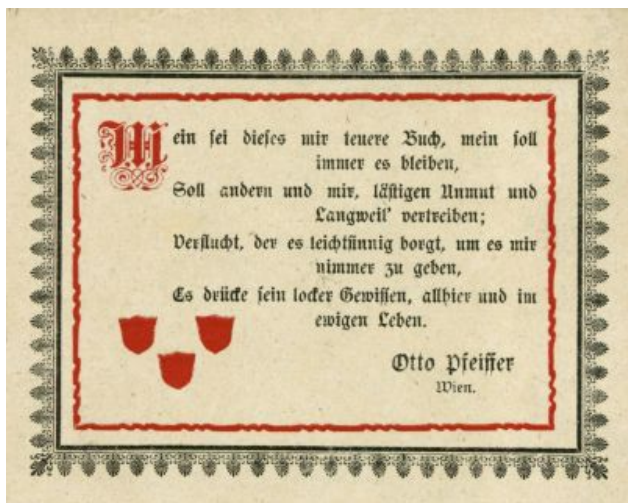 Mein sei dieses mir teuere Buch, mein soll
immer es bleiben,
Soll andern und mir, lästigen Unmut und
Langweil' vertreiben;
Verflucht, der es leichtsinnig borgt, um es mir
nimmer zu geben,
Es drücke sein locker Gewissen, allhier und im
ewigen Leben.
Otto Pfeiffer
Wien.